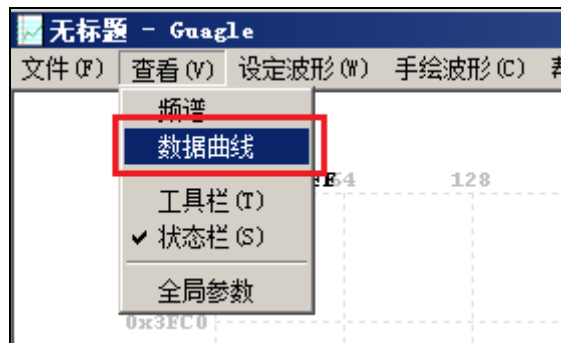 无标题 - Guagle
文件(F) 查看(V) 设定波形(W) 手绘波形(C)
频谱
数据曲线
64 128
工具栏(T)
状态栏(S)
全局参数
0x3FC0